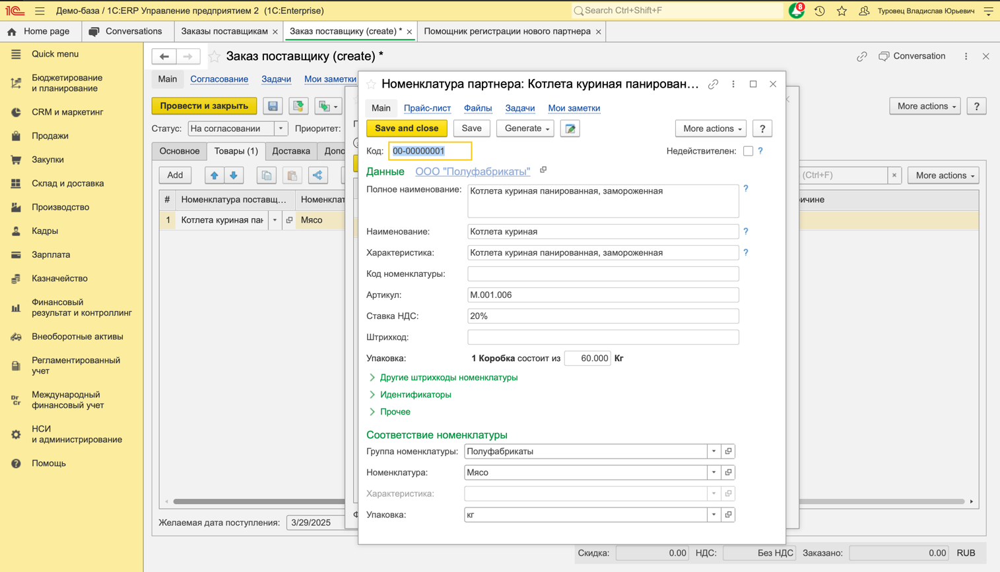 Демо-база / 1С:ERP Управление предприятием 2 (1C:Enterprise)
Search Ctrl+Shift+F
8
Туровец Владислав Юрьевич
Home page
Conversations
Заказы поставщикам ×
Заказ поставщику (create) * ×
Помощник регистрации нового партнера ×
Quick menu
Бюджетирование
и планирование
CRM и маркетинг
Продажи
Закупки
Склад и доставка
Производство
Кадры
Зарплата
Казначейство
Финансовый
результат и контроллинг
Внеоборотные активы
Регламентированный
учет
Dr
Cr
Международный
финансовый учет
НСИ
и администрирование
Помощь
Заказ поставщику (create) *
Conversation
Main
Согласование
Задачи
Мои заметки
Провести и закрыть
More actions
?
Статус:
На согласовании
Приоритет:
Основное
Товары (1)
Доставка
Допо
Add
(Ctrl+F)
×
More actions
#
Номенклатура поставщ...
Номенклат
ичине
1
Котлета куриная пан
Мясо
Желаемая дата поступления:
3/29/2025
Номенклатура партнера: Котлета куриная панирован...
Main
Прайс-лист
Файлы
Задачи
Мои заметки
Save and close
Save
Generate
More actions
?
Код:
00-00000001
Недействителен:
?
Данные
ООО "Полуфабрикаты"
Полное наименование:
Котлета куриная панированная, замороженная
?
Наименование:
Котлета куриная
?
Характеристика:
Котлета куриная панированная, замороженная
?
Код номенклатуры:
Артикул:
М.001.006
Ставка НДС:
20%
Штрихкод:
Упаковка:
1 Коробка состоит из
60.000
Кг
Другие штрихкоды номенклатуры
Идентификаторы
Прочее
Соответствие номенклатуры
Группа номенклатуры:
Полуфабрикаты
Номенклатура:
Мясо
Характеристика:
Упаковка:
кг
Скидка:
0.00
НДС:
Без НДС
Заказано:
0.00
RUB